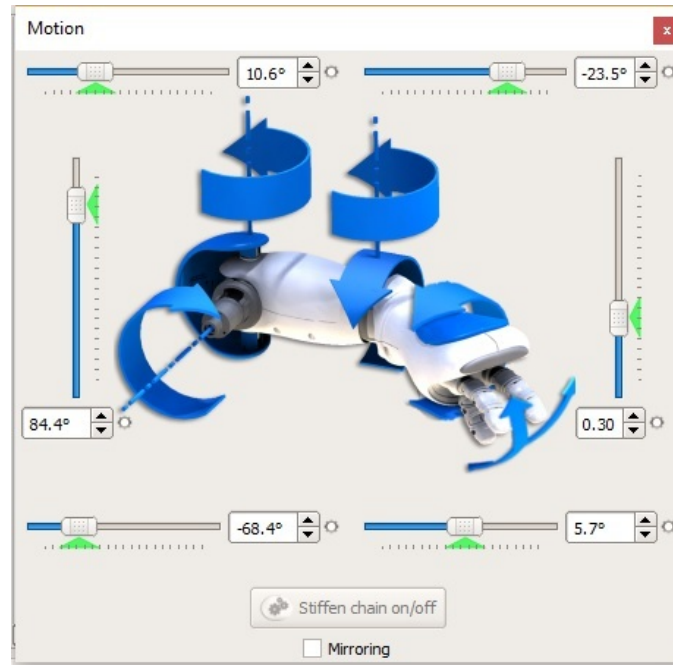 Motion
x
10.6°
-23.5°
84.4°
0.30
-68.4°
5.7°
Stiffen chain on/off
Mirroring